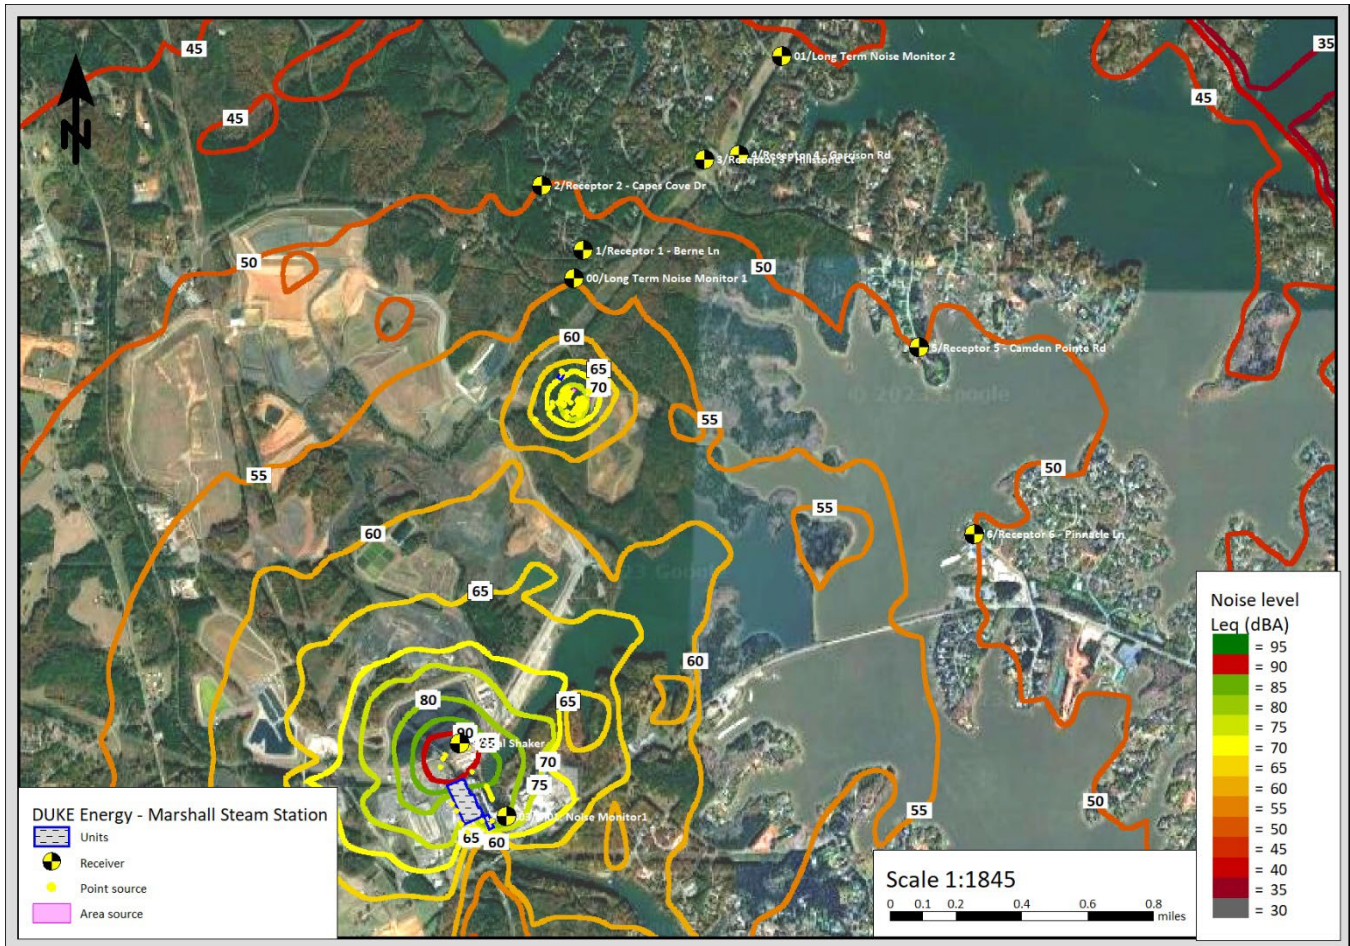 45
35
01/Long Term Noise Monitor 2
45
45
N
4/Receptor 4 - Garrison Rd
3/Receptor 3 - Hillstone Ct
2/Receptor 2 - Capes Cove Dr
1/Receptor 1 - Berne Ln
50
50
00/Long Term Noise Monitor 1
60
5/Receptor 5 - Camden Pointe Rd
65
70
Google
55
50
55
55
60
6/Receptor 6 - Pinnacle Ln
65
60
80
65
90
85
Shaker
70
75
50
55
Noise Monitor1
65
60
Noise level
Leq (dBA)
= 95
= 90
= 85
= 80
= 75
= 70
= 65
= 60
= 55
= 50
= 45
= 40
= 35
= 30
DUKE Energy - Marshall Steam Station
Units
Receiver
Point source
Area source
Scale 1:1845
0 0.1 0.2 0.4 0.6 0.8
miles